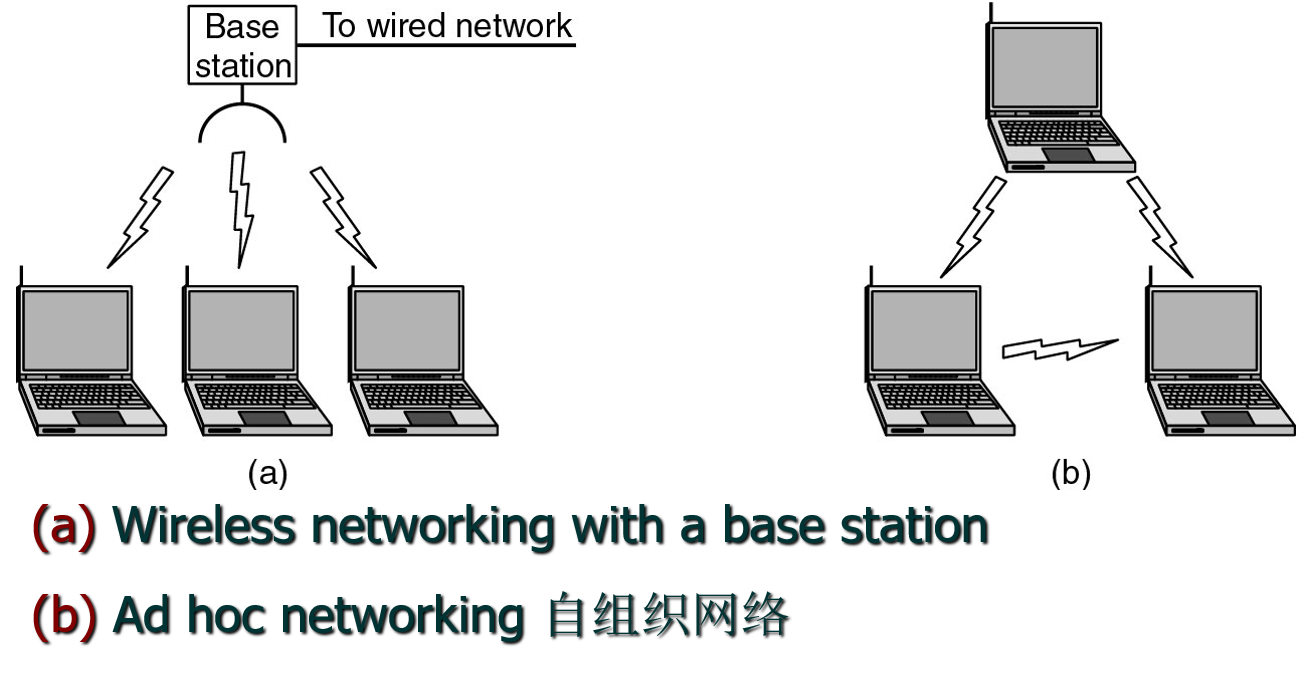 Base
station
To wired network
(a)
(b)
(a) Wireless networking with a base station
(b) Ad hoc networking 自组织网络